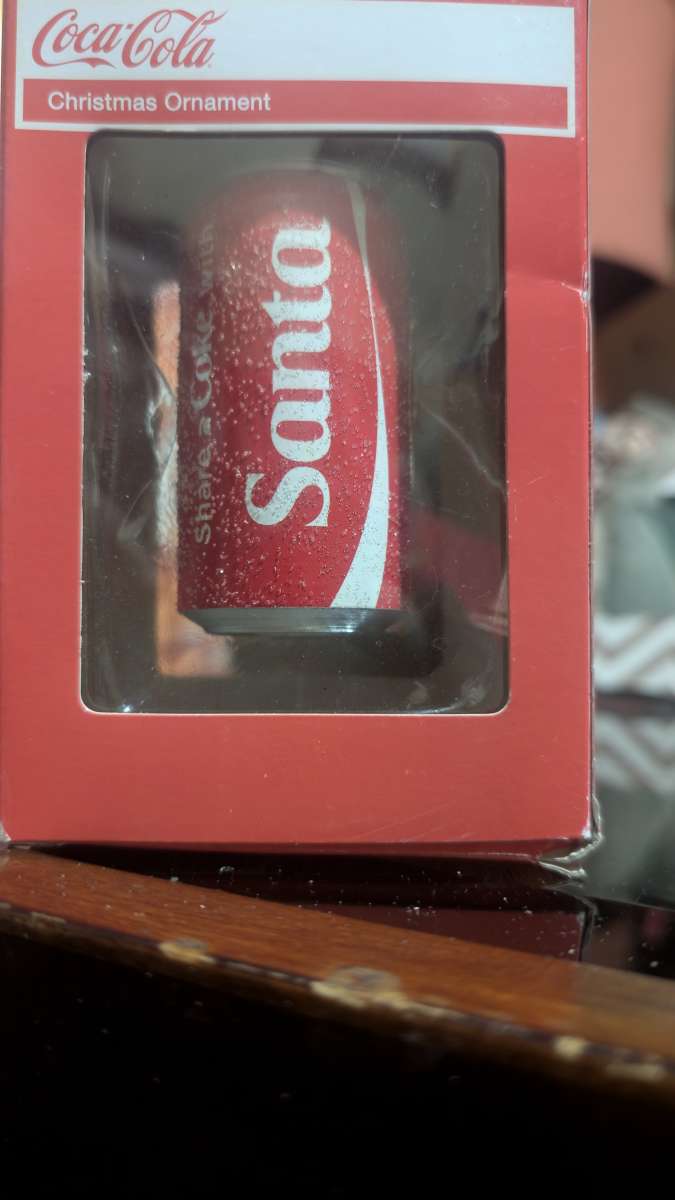 Coca-Cola
Christmas Ornament
Share a Coke with
Santa